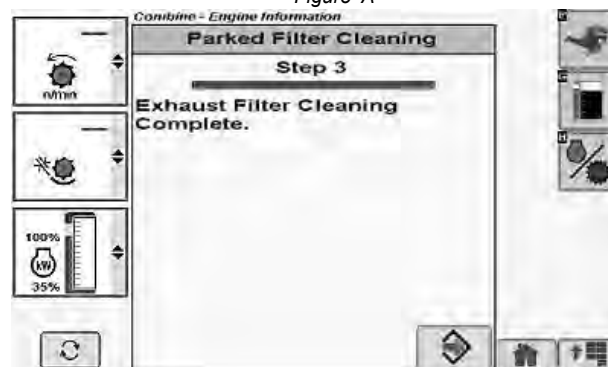 Figure A
Combine - Engine Information
Parked Filter Cleaning
Step 3
n/min
Exhaust Filter Cleaning
Complete.
100%
kW
35%
F
G
H